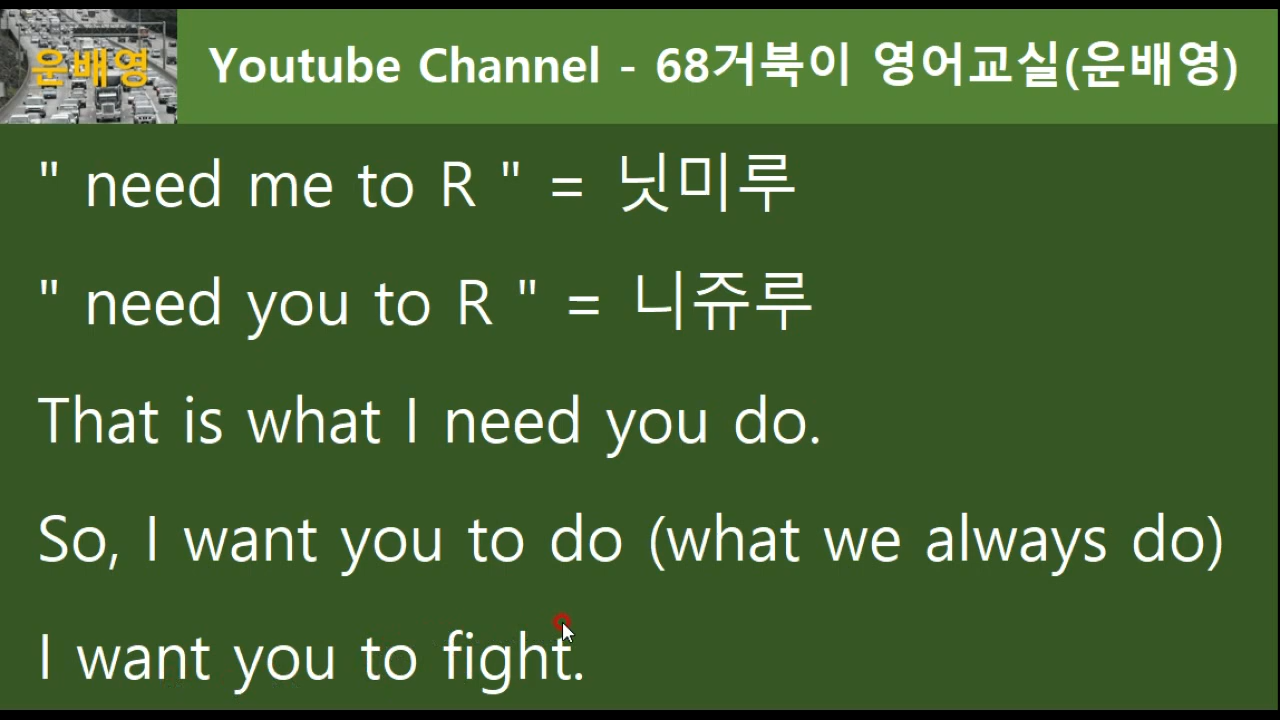 운배영
Youtube Channel - 68거북이 영어교실(운배영)
" need me to R " = 닛미루
" need you to R " = 니쥬루
That is what I need you do.
So, I want you to do (what we always do)
I want you to fight.